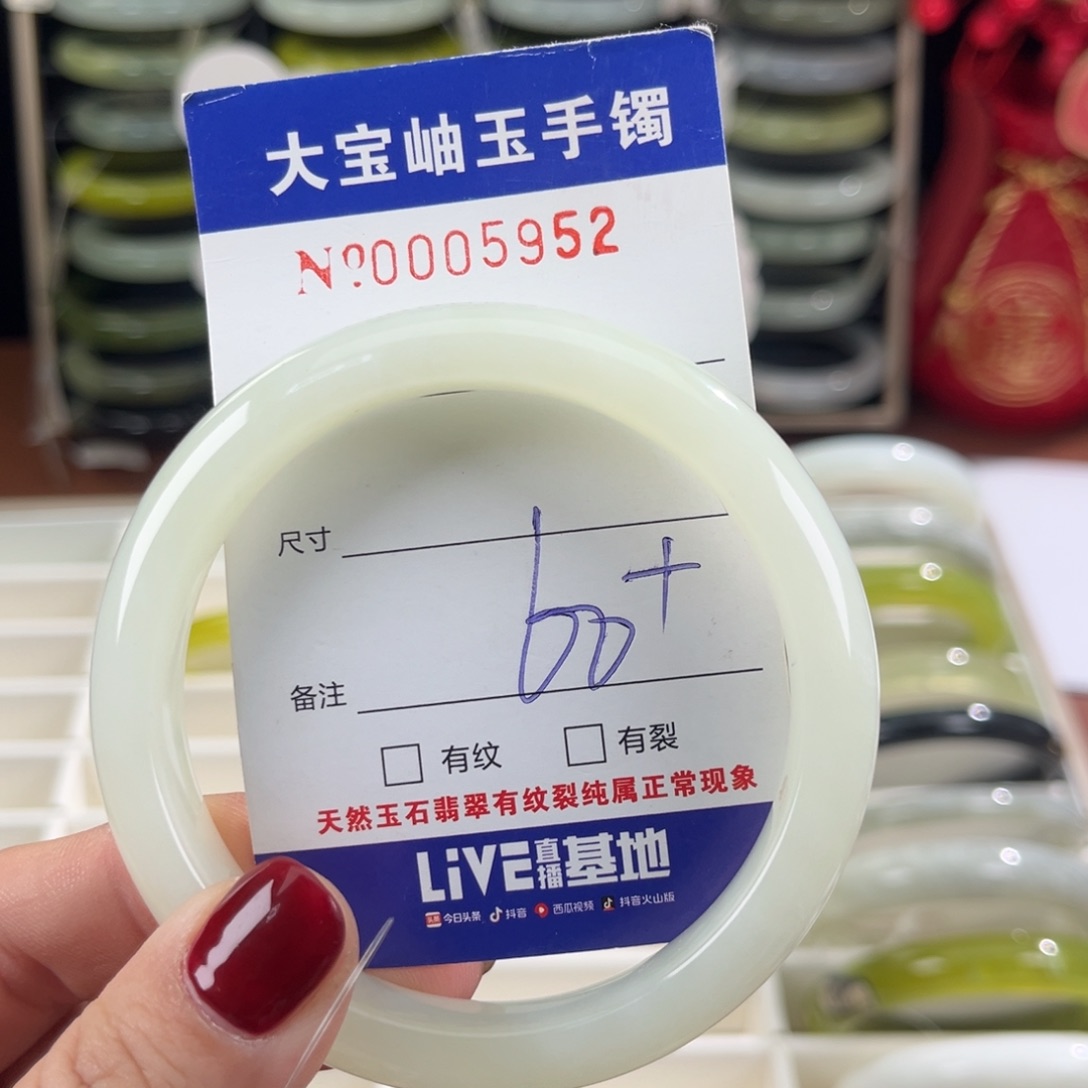 大宝岫玉手镯
Nº0005952
尺寸
60+
备注
□ 有纹 □ 有裂
天然玉石翡翠有纹裂纯属正常现象
LiVE直播基地
头条 今日头条 抖音 西瓜视频 抖音火山版